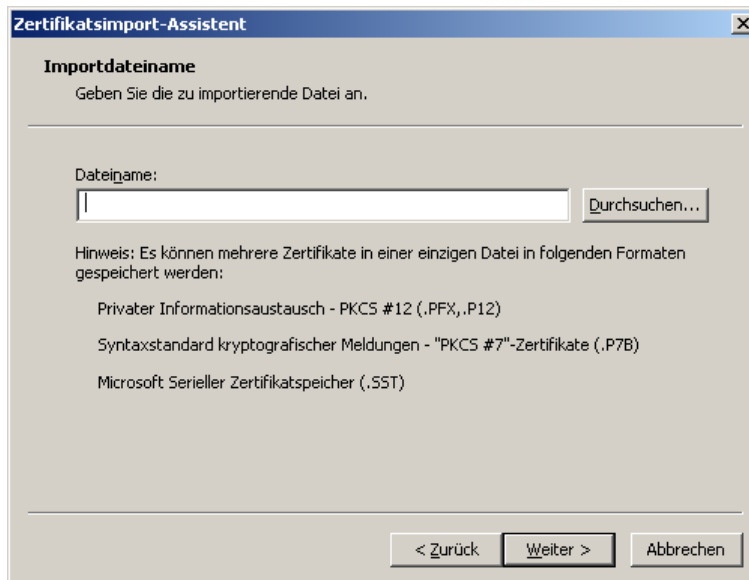 Zertifikatsimport-Assistent
Importdateiname
Geben Sie die zu importierende Datei an.
Dateiname:
Durchsuchen...
Hinweis: Es können mehrere Zertifikate in einer einzigen Datei in folgenden Formaten
gespeichert werden:
Privater Informationsaustausch - PKCS #12 (.PFX,.P12)
Syntaxstandard kryptografischer Meldungen - "PKCS #7"-Zertifikate (.P7B)
Microsoft Serieller Zertifikatspeicher (.SST)
< Zurück Weiter > Abbrechen